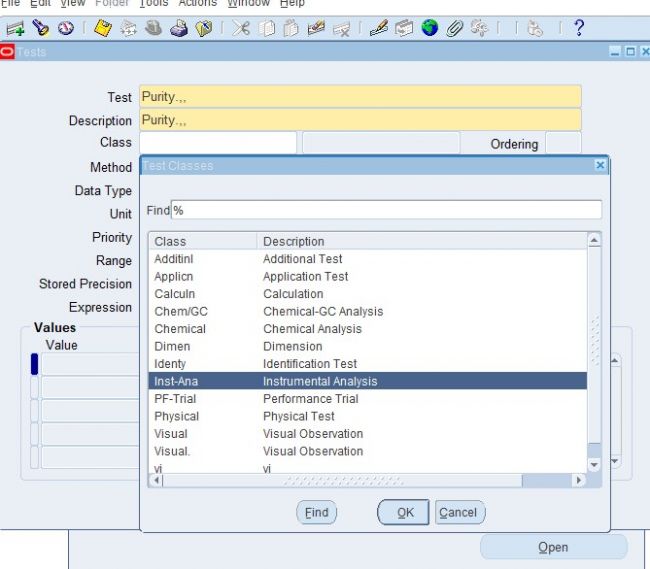 File Edit View Folder Tools Actions Window Help
Tests
Test Purity.,,
Description Purity.,,
Class Ordering
Method
Data Type
Unit
Priority
Range
Stored Precision
Expression
Values
Value
Test Classes
Find %
Class Description
Additinl Additional Test
Applicn Application Test
Calculn Calculation
Chem/GC Chemical-GC Analysis
Chemical Chemical Analysis
Dimen Dimension
Identy Identification Test
Inst-Ana Instrumental Analysis
PF-Trial Performance Trial
Physical Physical Test
Visual Visual Observation
Visual. Visual Observation
vi vi
Find OK Cancel
Open